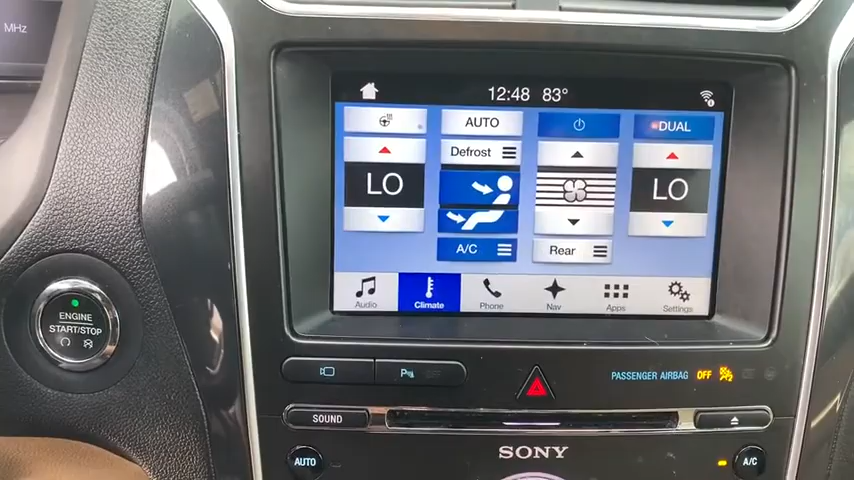 MHz
12:48 83°
AUTO
DUAL
Defrost
LO
LO
A/C
Rear
Audio
Climate
Phone
Nav
Apps
Settings
ENGINE
START/STOP
PASSENGER AIRBAG OFF
SOUND
SONY
AUTO
A/C